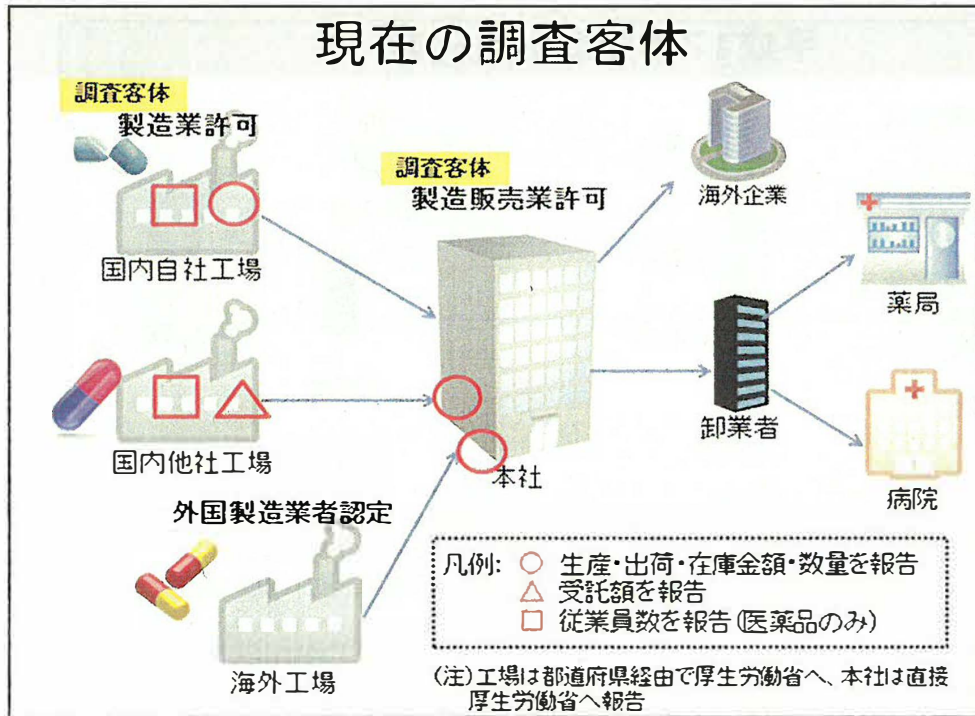 現在の調査客体
調査客体
製造業許可
調査客体
製造販売業許可
海外企業
国内自社工場
薬局
国内他社工場
卸業者
本社
病院
外国製造業者認定
海外工場
凡例: ○ 生産・出荷・在庫金額・数量を報告
△ 受託額を報告
□ 従業員数を報告(医薬品のみ)
(注)工場は都道府県経由で厚生労働省へ、本社は直接
厚生労働省へ報告